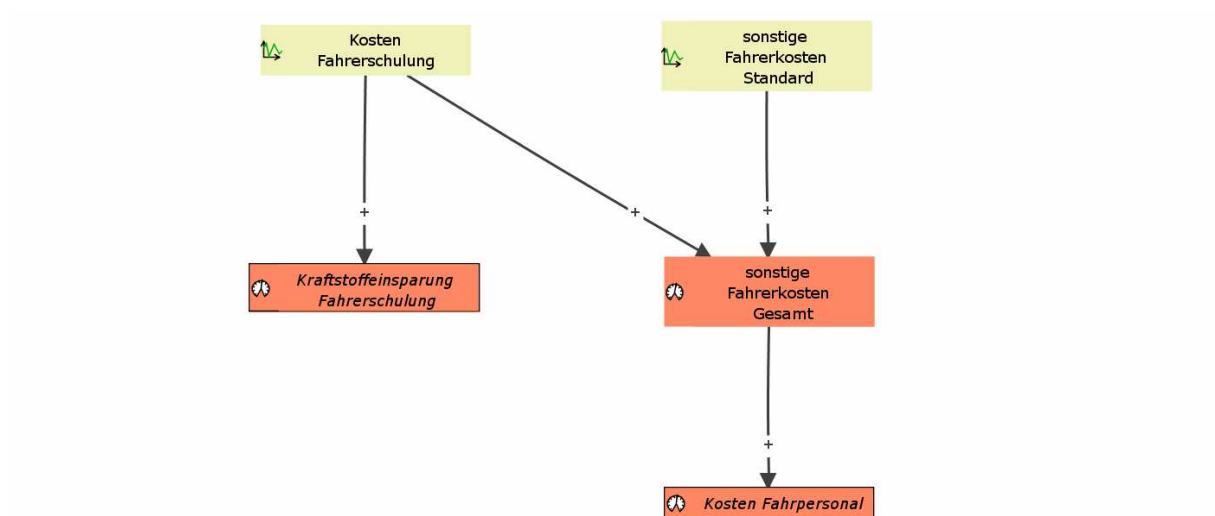 Kosten
Fahrerschulung
sonstige
Fahrerkosten
Standard
+
+
+
Kraftstoffeinsparung
Fahrerschulung
sonstige
Fahrerkosten
Gesamt
+
Kosten Fahrpersonal